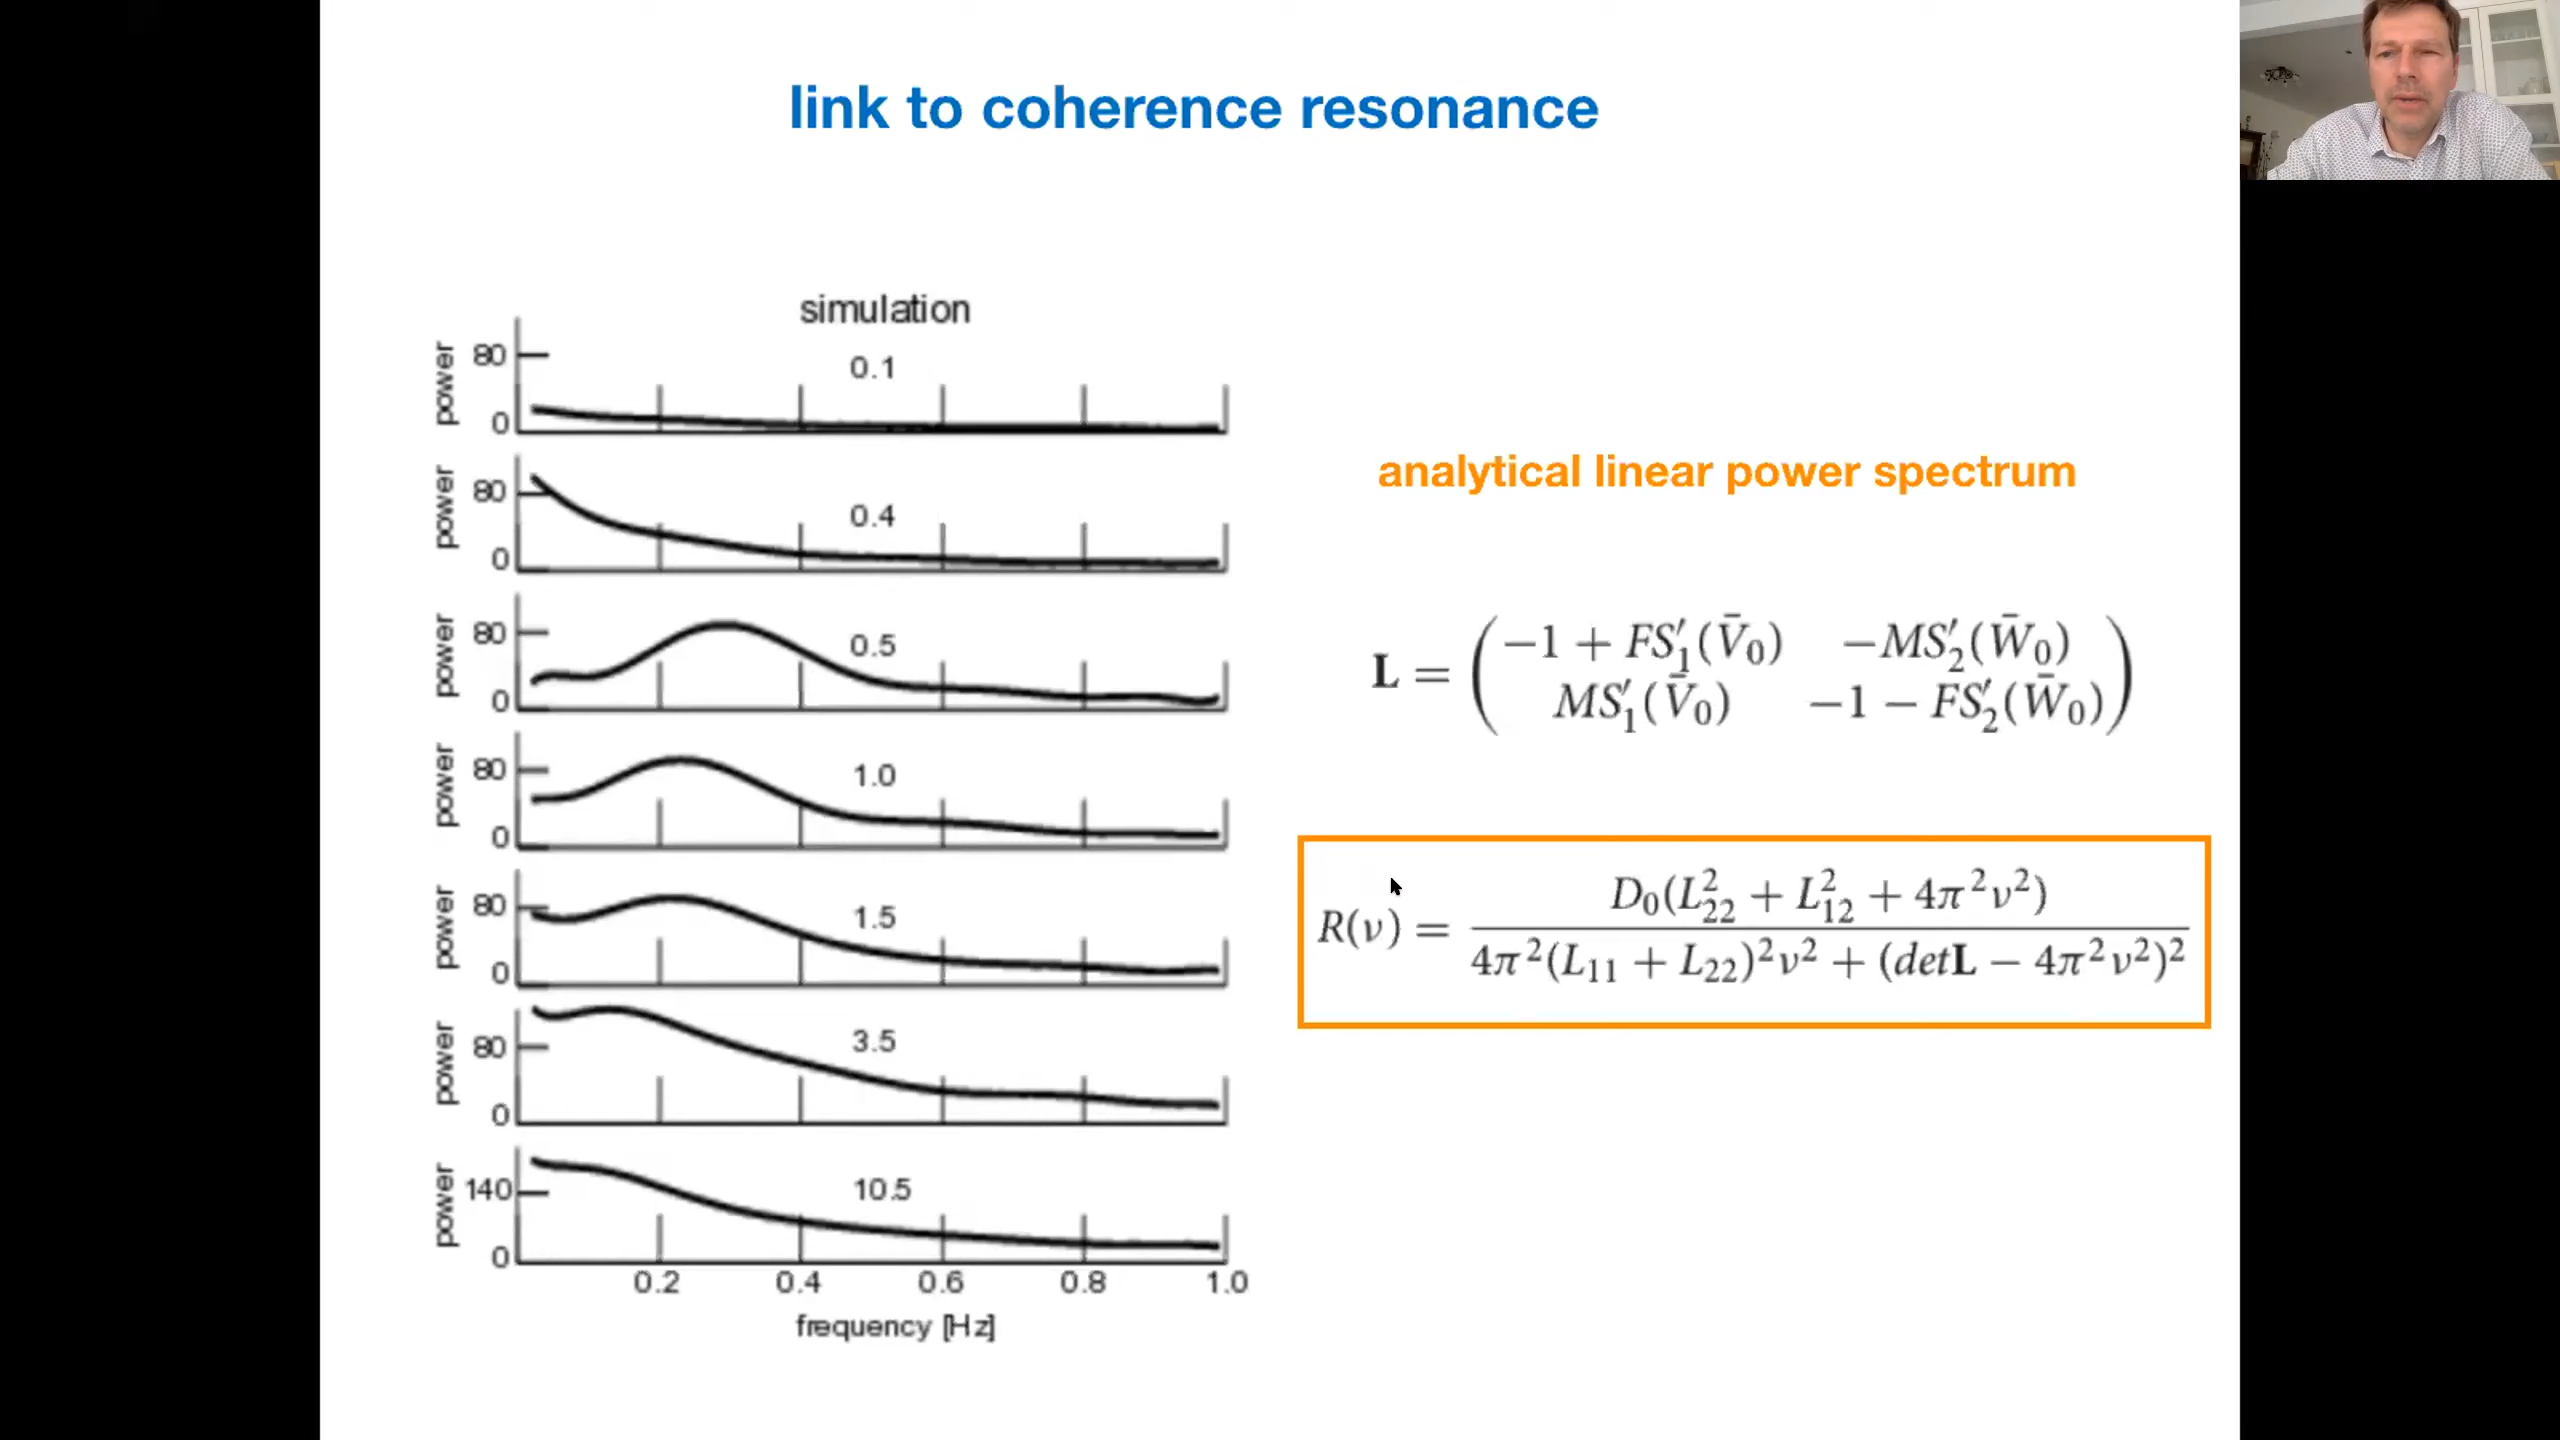 link to coherence resonance
simulation
power 80 0 0.1
power 80 0 0.4
power 80 0 0.5
power 80 0 1.0
power 80 0 1.5
power 80 0 3.5
power 140 0 10.5
0.2 0.4 0.6 0.8 1.0
frequency [Hz]
analytical linear power spectrum
L = ( −1 + FS′₁(V̄₀) −MS′₂(W̄₀)
MS′₁(V̄₀) −1 − FS′₂(W̄₀) )
R(ν) = D₀(L²₂₂ + L²₁₂ + 4π²ν²)
4π²(L₁₁ + L₂₂)²ν² + (detL − 4π²ν²)²